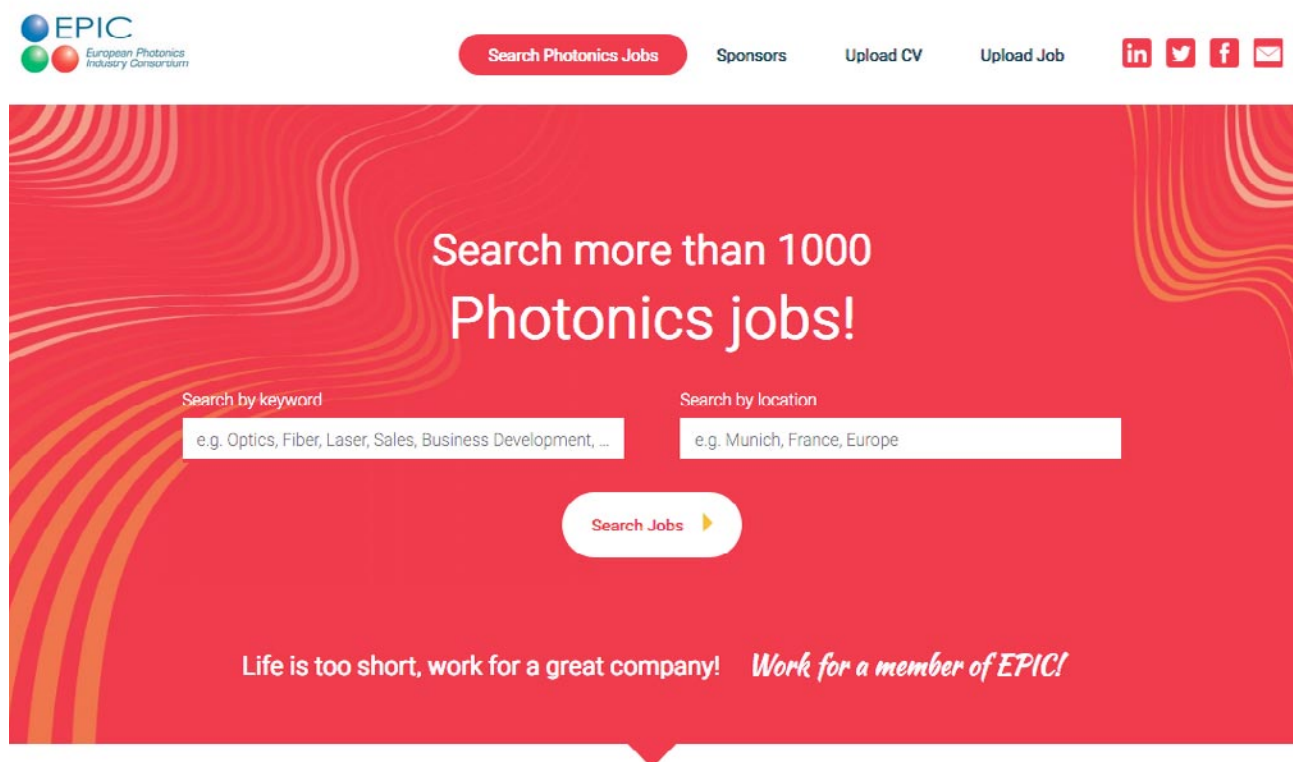 EPIC
European Photonics
Industry Consortium
Search Photonics Jobs
Sponsors
Upload CV
Upload Job
in
f
Search more than 1000
Photonics jobs!
Search by keyword
Search by location
e.g. Optics, Fiber, Laser, Sales, Business Development, ...
e.g. Munich, France, Europe
Search Jobs
Life is too short, work for a great company!
Work for a member of EPIC!